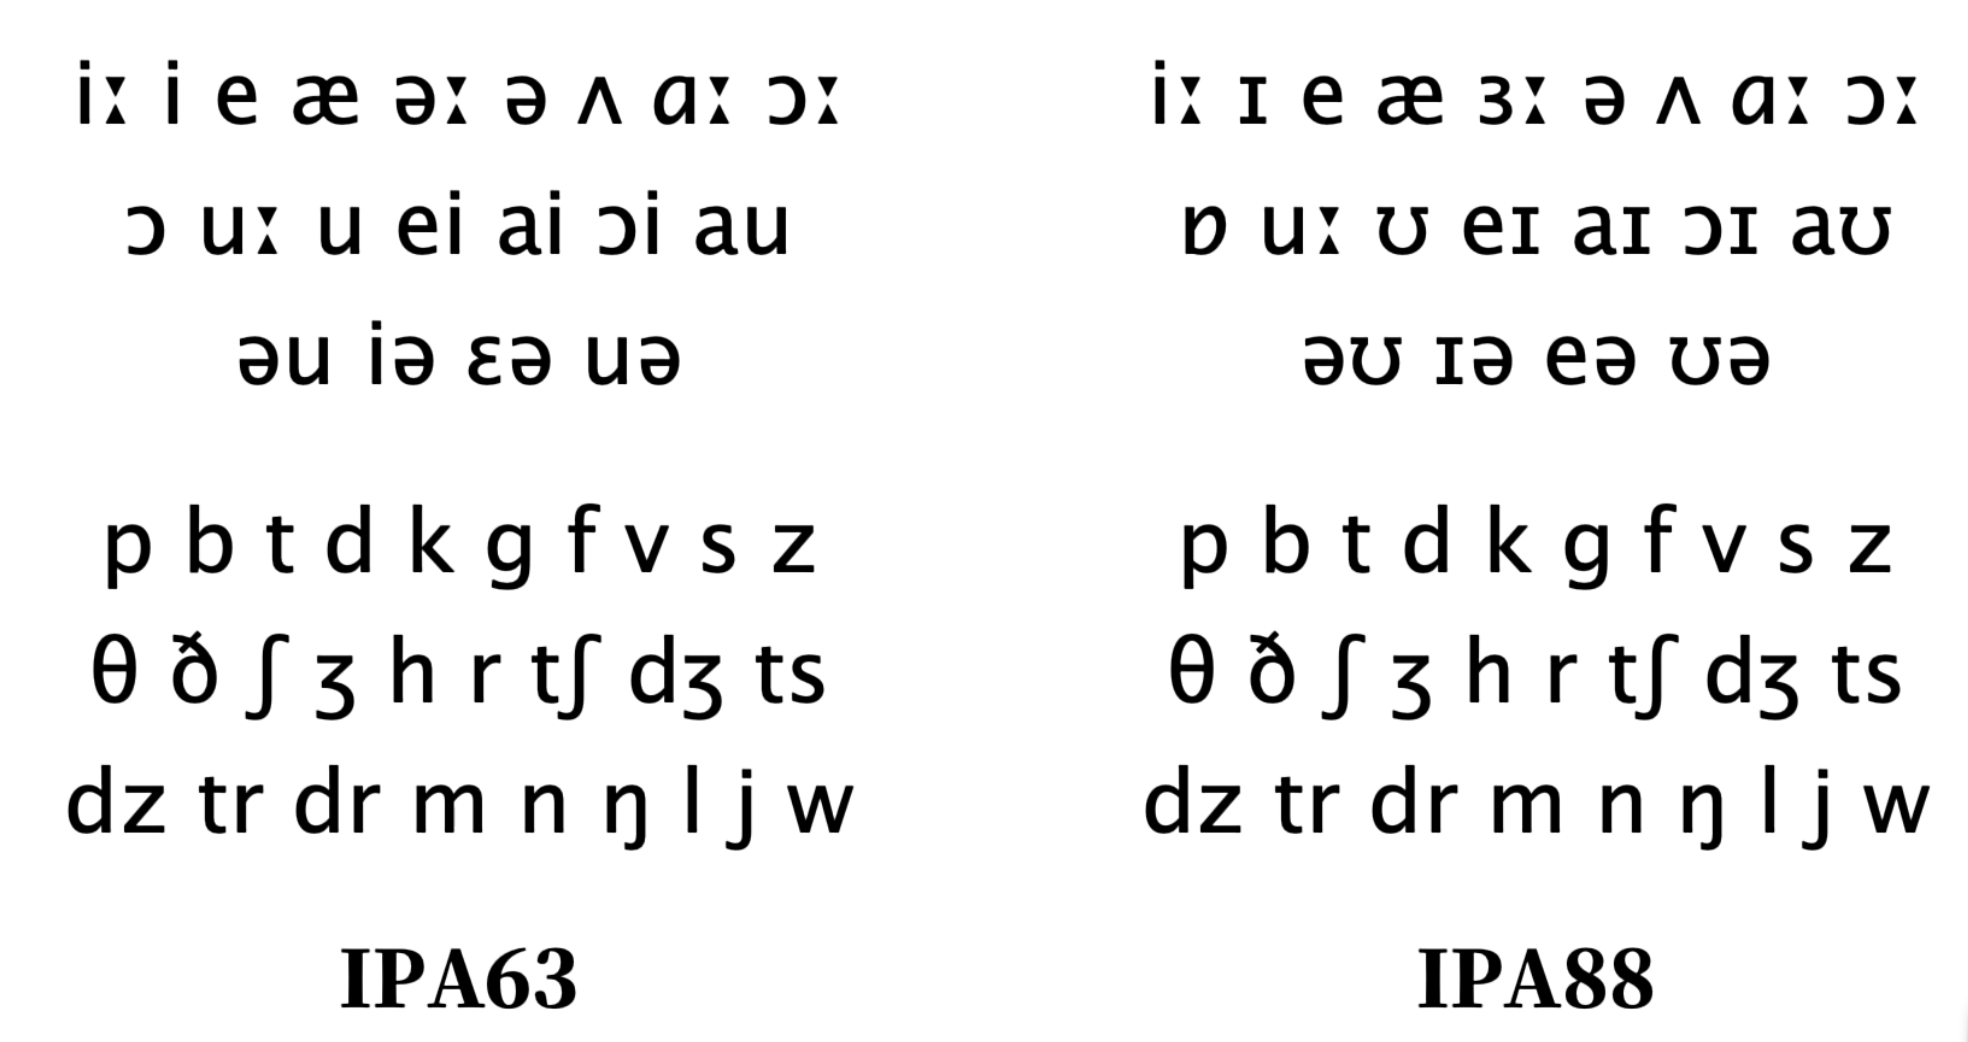 iː i e æ əː ə ʌ ɑː ɔː
ɔ uː u ei ai ɔi au
əu iə ɛə uə
p b t d k ɡ f v s z
θ ð ʃ ʒ h r tʃ dʒ ts
dz tr dr m n ŋ l j w
IPA63
iː ɪ e æ ɜː ə ʌ ɑː ɔː
ɒ uː ʊ eɪ aɪ ɔɪ aʊ
əʊ ɪə eə ʊə
p b t d k ɡ f v s z
θ ð ʃ ʒ h r tʃ dʒ ts
dz tr dr m n ŋ l j w
IPA88